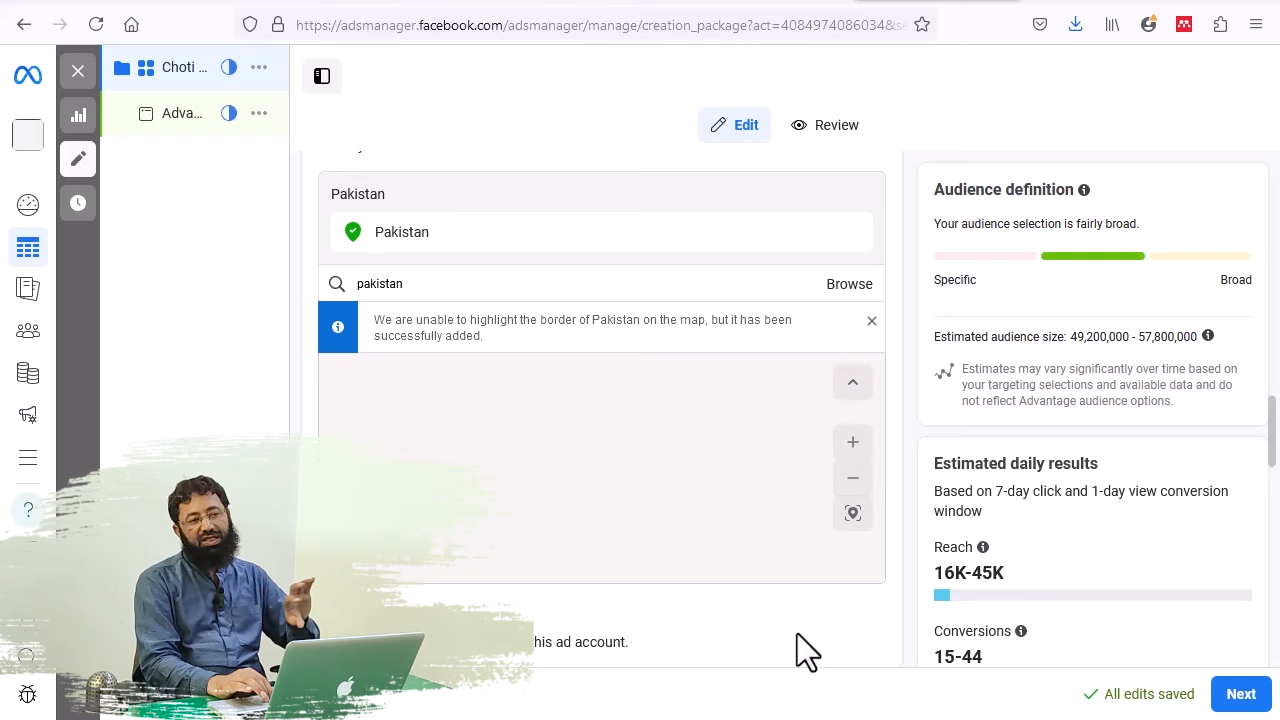 https://adsmanager.facebook.com/adsmanager/manage/creation_package?act=4084974086034&se
Choti ...
Adva...
Edit
Review
Pakistan
Pakistan
pakistan
Browse
We are unable to highlight the border of Pakistan on the map, but it has been
successfully added.
his ad account.
Audience definition
Your audience selection is fairly broad.
Specific
Broad
Estimated audience size: 49,200,000 - 57,800,000
Estimates may vary significantly over time based on
your targeting selections and available data and do
not reflect Advantage audience options.
Estimated daily results
Based on 7-day click and 1-day view conversion
window
Reach
16K-45K
Conversions
15-44
All edits saved
Next